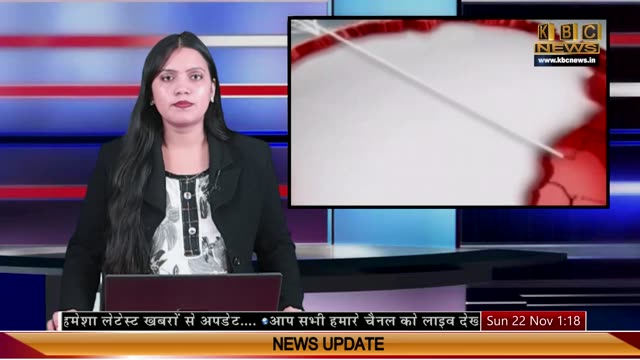 KBC
NEWS
www.kbcnews.in
हमेशा लेटेस्ट खबरों से अपडेट.... आप सभी हमारे चैनल को लाइव देख
Sun 22 Nov 1:18
NEWS UPDATE